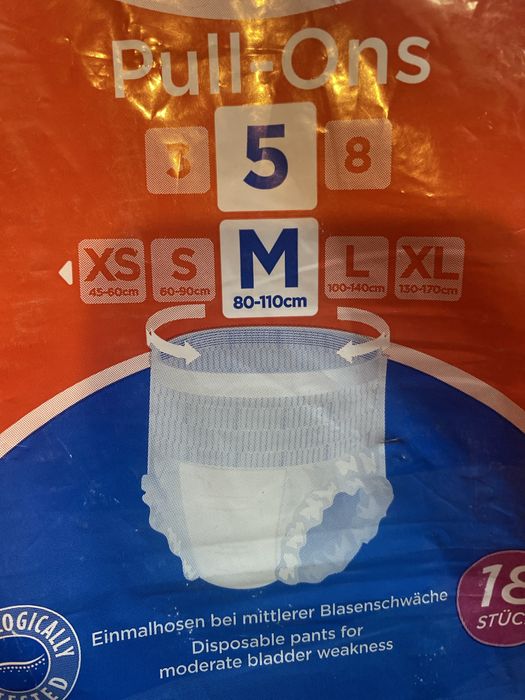 Pull-Ons
3 5 8
XS S M L XL
45-60cm 60-90cm 80-110cm 100-140cm 130-170cm
Einmalhosen bei mittlerer Blasenschwäche
Disposable pants for
moderate bladder weakness
18